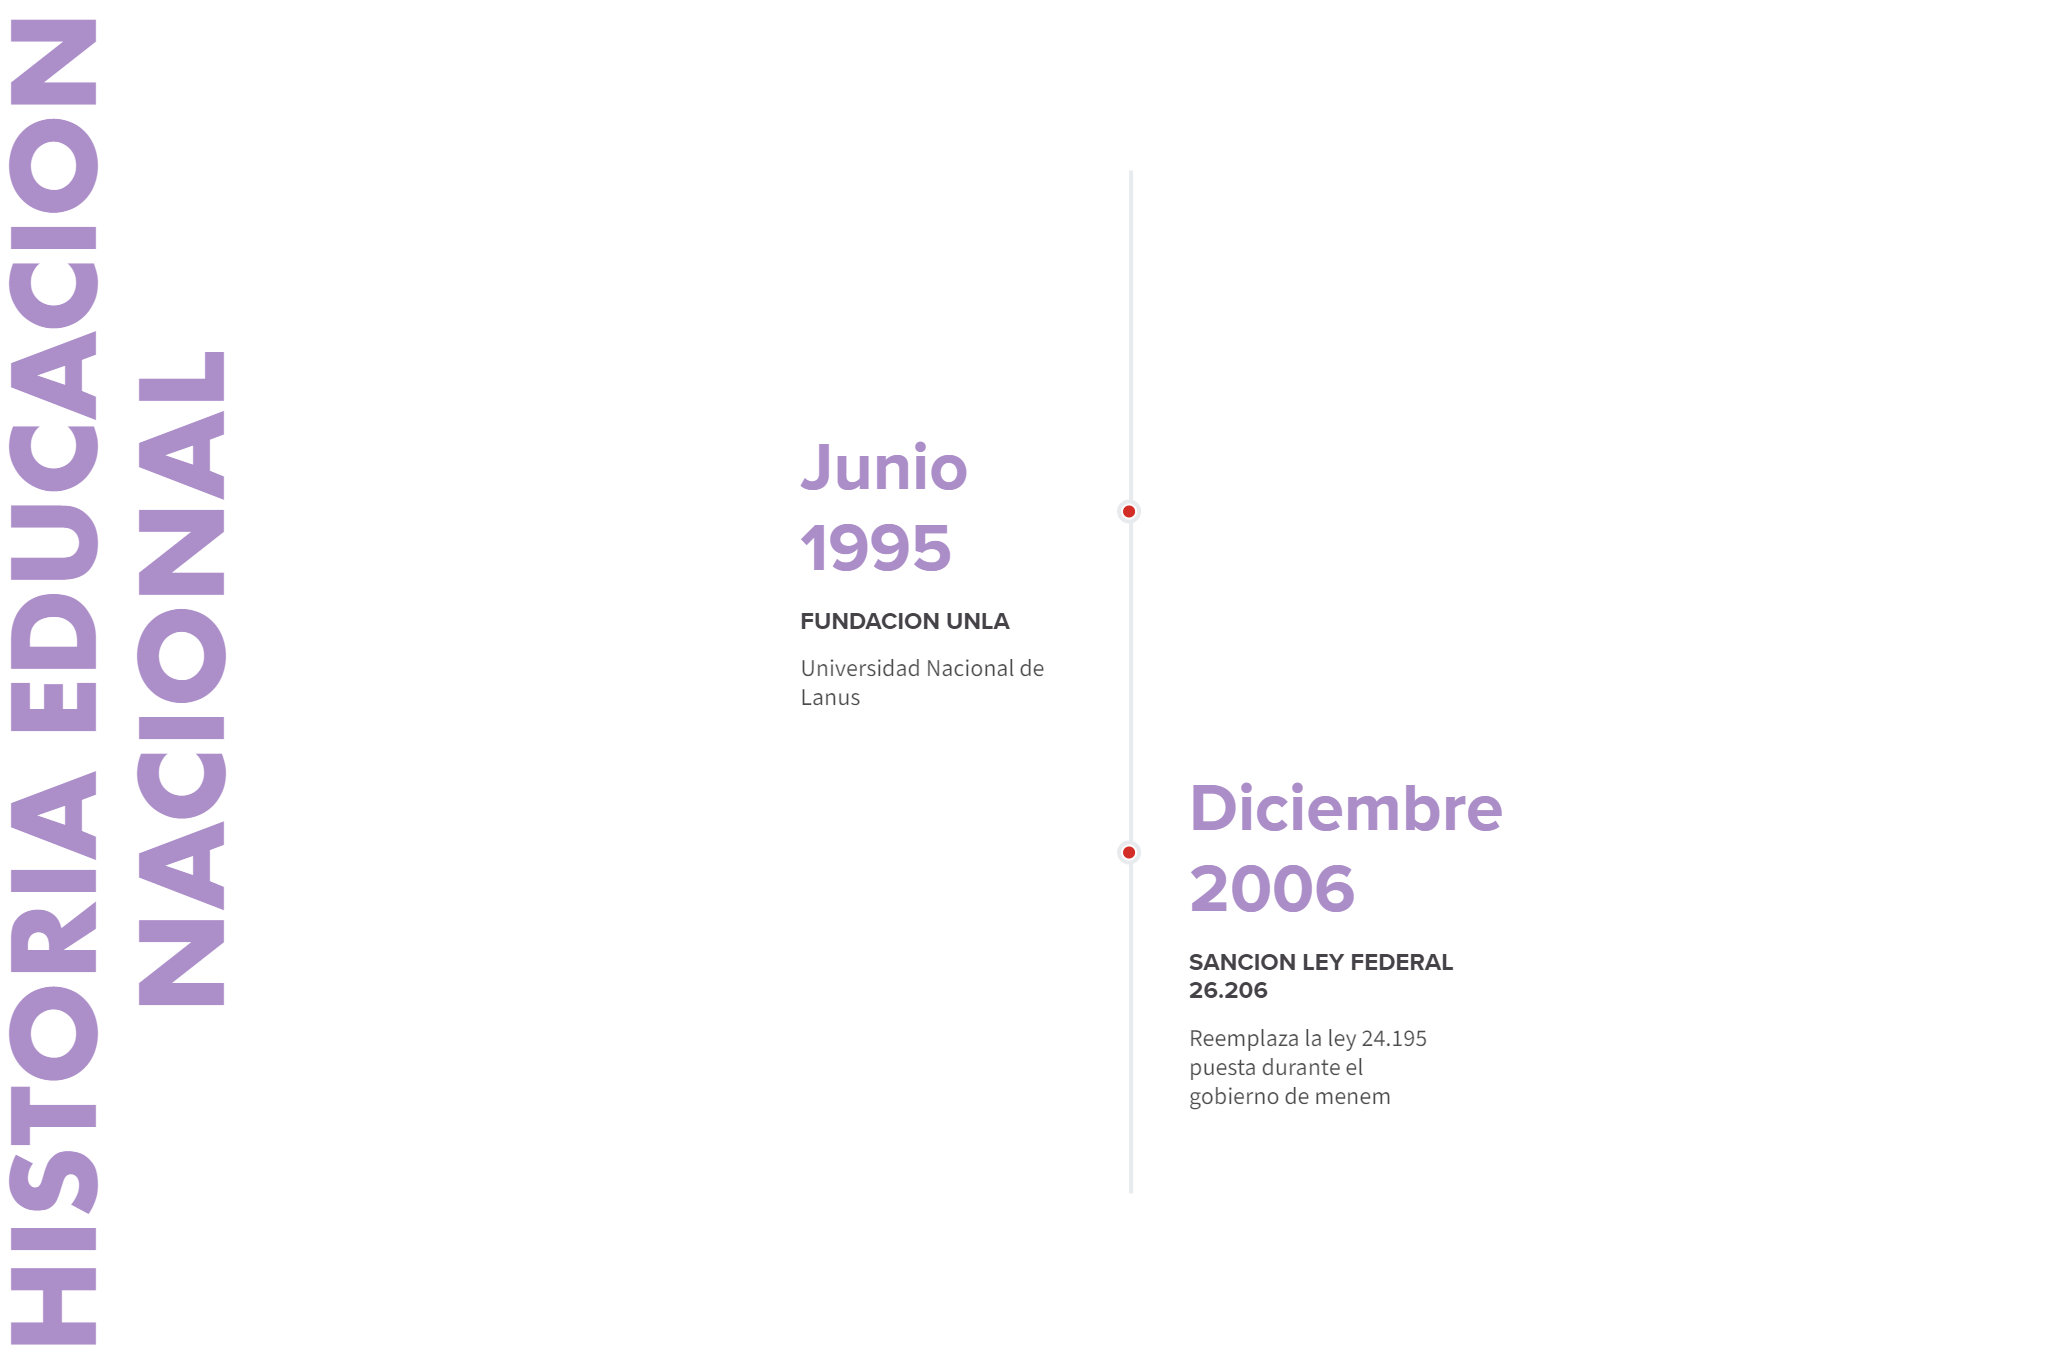 HISTORIA EDUCACION
NACIONAL
Junio
1995
FUNDACION UNLA
Universidad Nacional de
Lanus
Diciembre
2006
SANCION LEY FEDERAL
26.206
Reemplaza la ley 24.195
puesta durante el
gobierno de menem